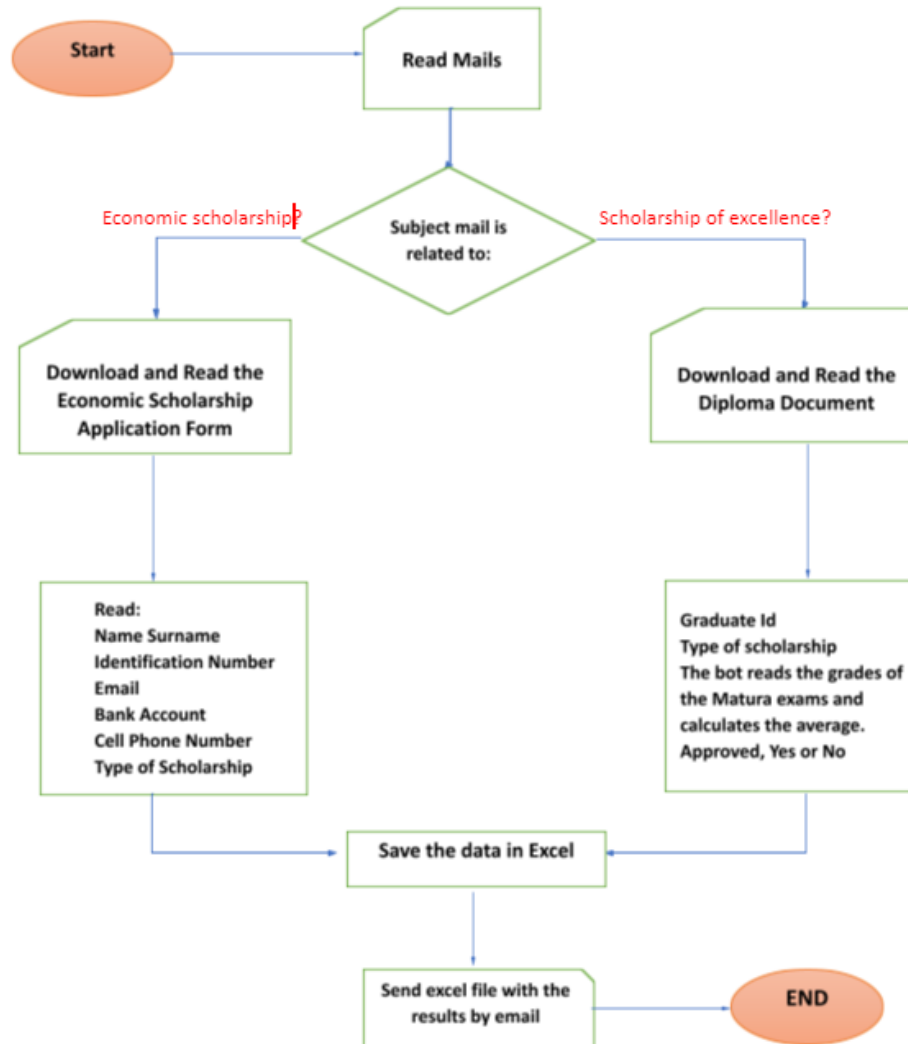 Start
Read Mails
Economic scholarship?
Subject mail is
related to:
Scholarship of excellence?
Download and Read the
Economic Scholarship
Application Form
Download and Read the
Diploma Document
Read:
Name Surname
Identification Number
Email
Bank Account
Cell Phone Number
Type of Scholarship
Graduate Id
Type of scholarship
The bot reads the grades of
the Matura exams and
calculates the average.
Approved, Yes or No
Save the data in Excel
Send excel file with the
results by email
END